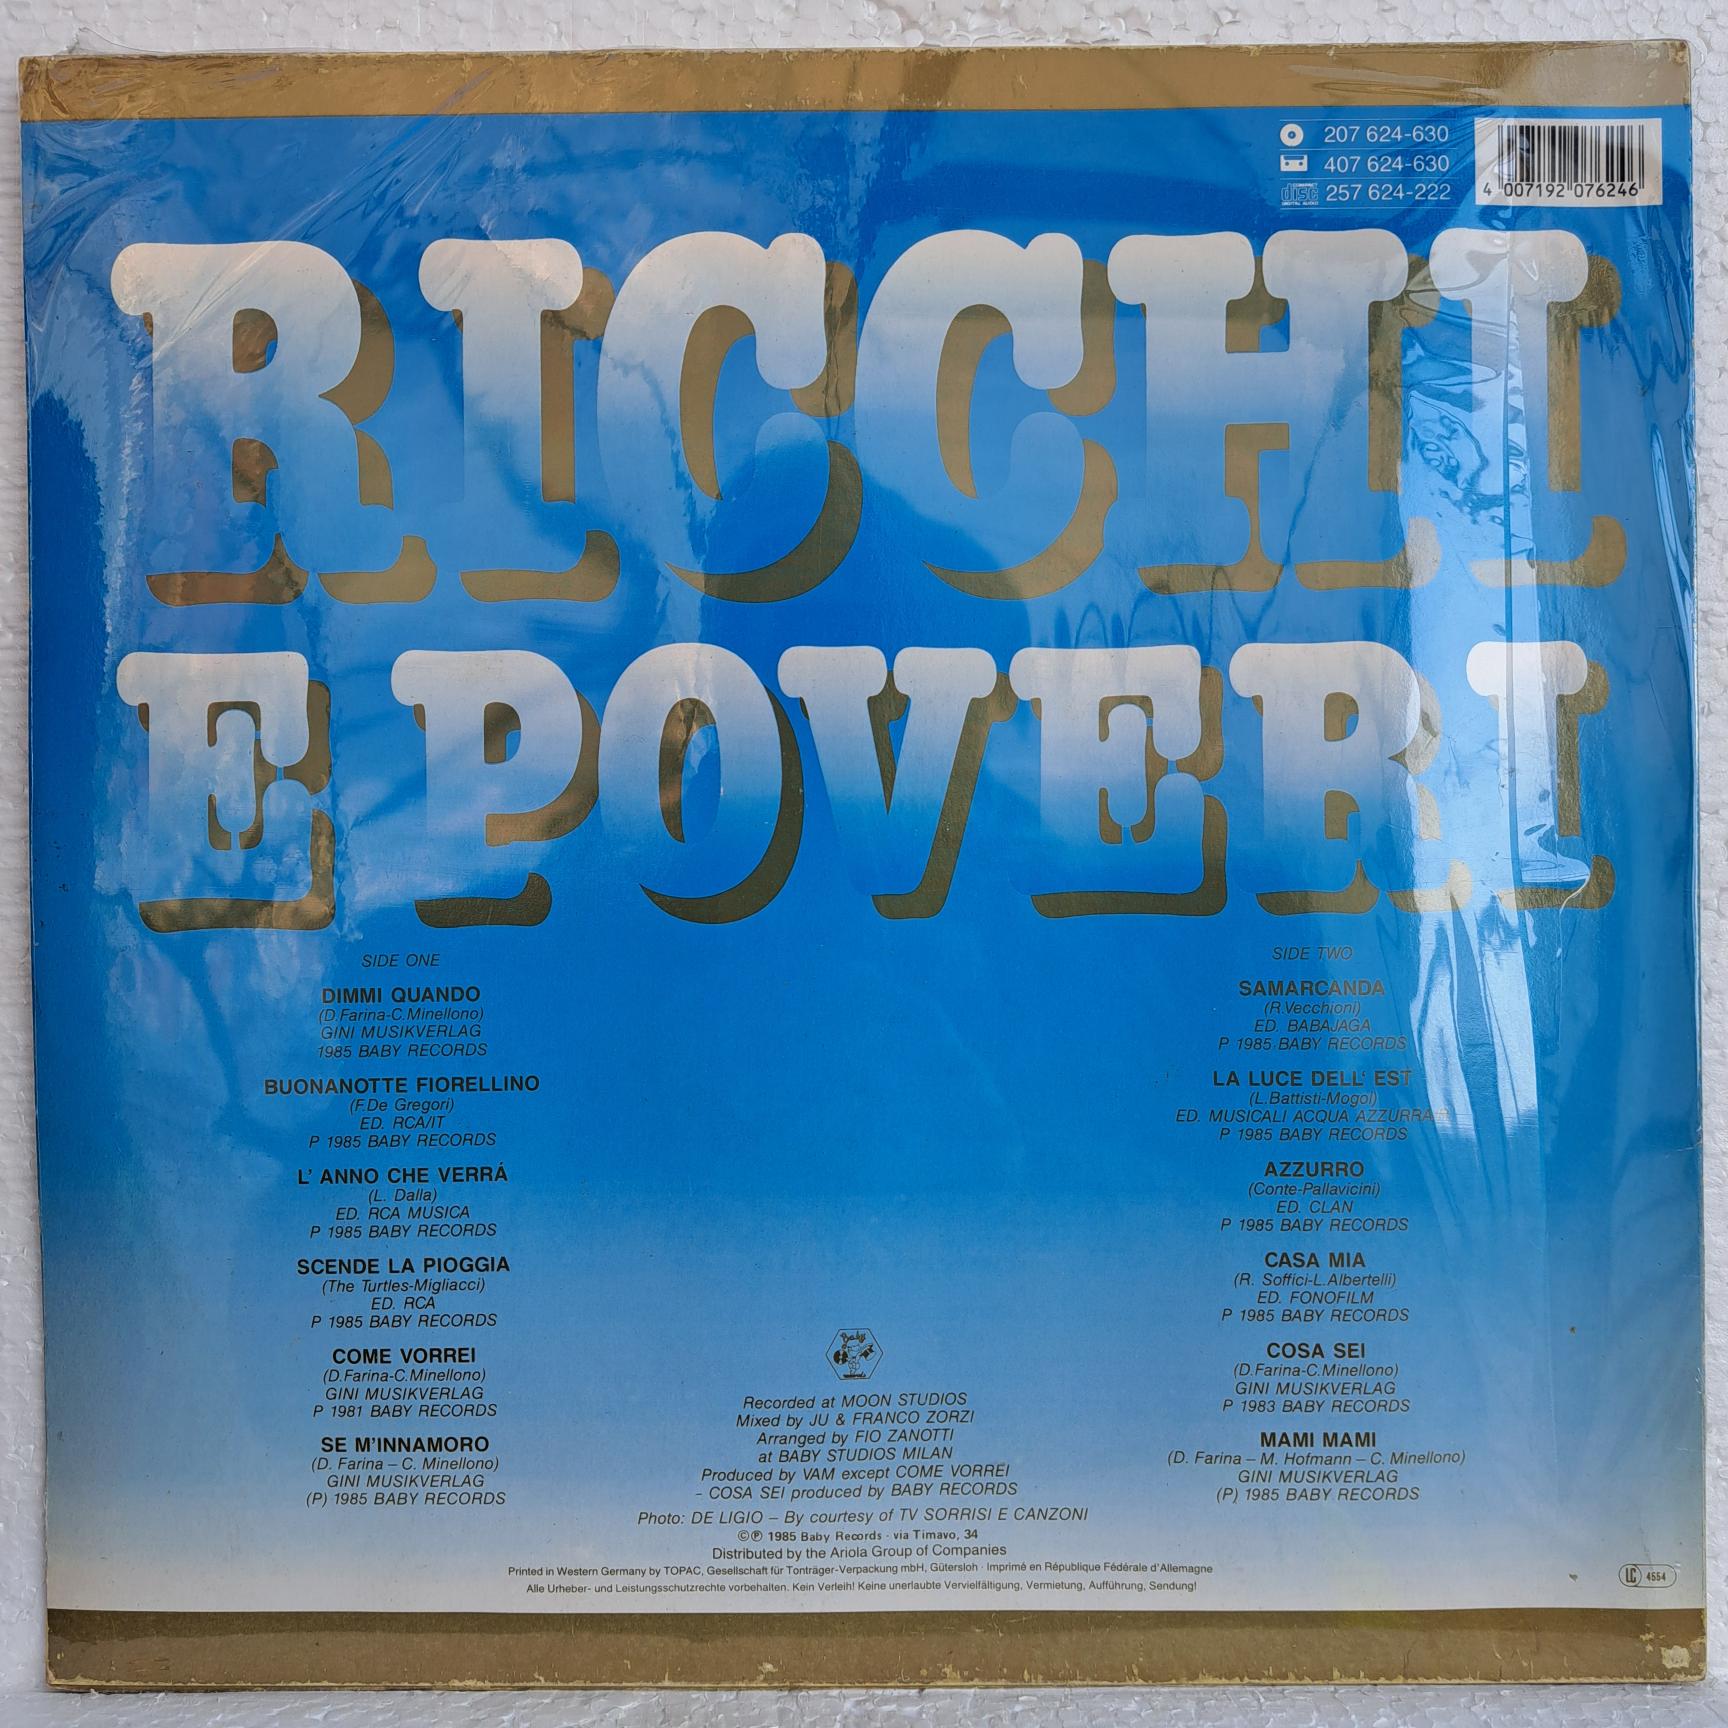 207 624-630
407 624-630
COMPACT disc DIGITAL AUDIO 257 624-222
4 007192 076246
RICCHI
E POVERI
SIDE ONE
DIMMI QUANDO
(D.Farina-C.Minellono)
GINI MUSIKVERLAG
1985 BABY RECORDS
BUONANOTTE FIORELLINO
(F.De Gregori)
ED. RCA/IT
P 1985 BABY RECORDS
L' ANNO CHE VERRÁ
(L. Dalla)
ED. RCA MUSICA
P 1985 BABY RECORDS
SCENDE LA PIOGGIA
(The Turtles-Migliacci)
ED. RCA
P 1985 BABY RECORDS
COME VORREI
(D.Farina-C.Minellono)
GINI MUSIKVERLAG
P 1981 BABY RECORDS
SE M'INNAMORO
(D. Farina – C. Minellono)
GINI MUSIKVERLAG
(P) 1985 BABY RECORDS
SIDE TWO
SAMARCANDA
(R.Vecchioni)
ED. BABAJAGA
P 1985 BABY RECORDS
LA LUCE DELL' EST
(L.Battisti-Mogol)
ED. MUSICALI ACQUA AZZURRA
P 1985 BABY RECORDS
AZZURRO
(Conte-Pallavicini)
ED. CLAN
P 1985 BABY RECORDS
CASA MIA
(R. Soffici-L.Albertelli)
ED. FONOFILM
P 1985 BABY RECORDS
COSA SEI
(D.Farina-C.Minellono)
GINI MUSIKVERLAG
P 1983 BABY RECORDS
MAMI MAMI
(D. Farina – M. Hofmann – C. Minellono)
GINI MUSIKVERLAG
(P) 1985 BABY RECORDS
Baby
Recorded at MOON STUDIOS
Mixed by JU & FRANCO ZORZI
Arranged by FIO ZANOTTI
at BABY STUDIOS MILAN
Produced by VAM except COME VORREI
- COSA SEI produced by BABY RECORDS
Photo: DE LIGIO – By courtesy of TV SORRISI E CANZONI
©℗ 1985 Baby Records · via Timavo, 34
Distributed by the Ariola Group of Companies
Printed in Western Germany by TOPAC, Gesellschaft für Tonträger-Verpackung mbH, Gütersloh · Imprimé en République Fédérale d'Allemagne
Alle Urheber- und Leistungsschutzrechte vorbehalten. Kein Verleih! Keine unerlaubte Vervielfältigung, Vermietung, Aufführung, Sendung!
LC 4554